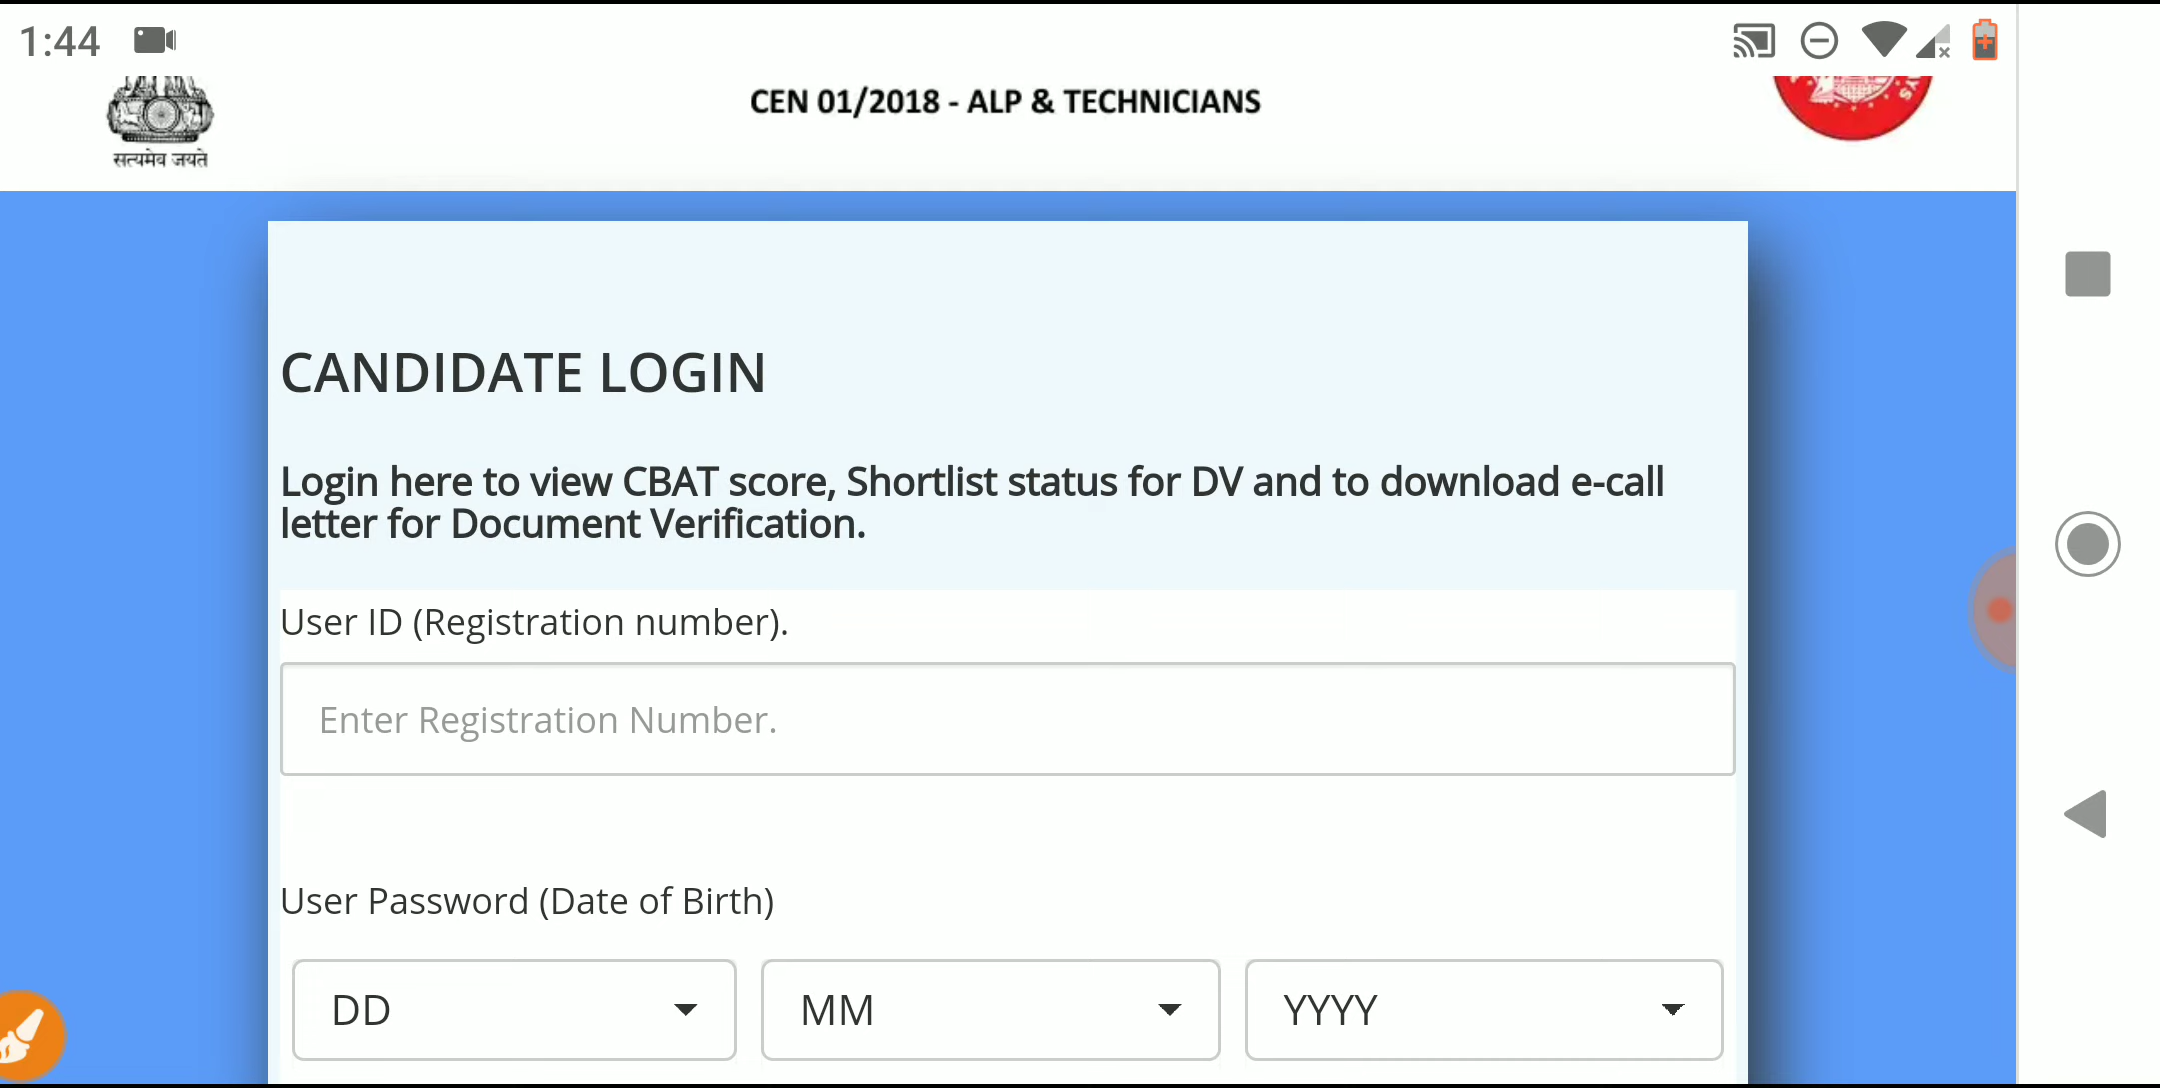 1:44
CEN 01/2018 - ALP & TECHNICIANS
सत्यमेव जयते
CANDIDATE LOGIN
Login here to view CBAT score, Shortlist status for DV and to download e-call
letter for Document Verification.
User ID (Registration number).
Enter Registration Number.
User Password (Date of Birth)
DD MM YYYY